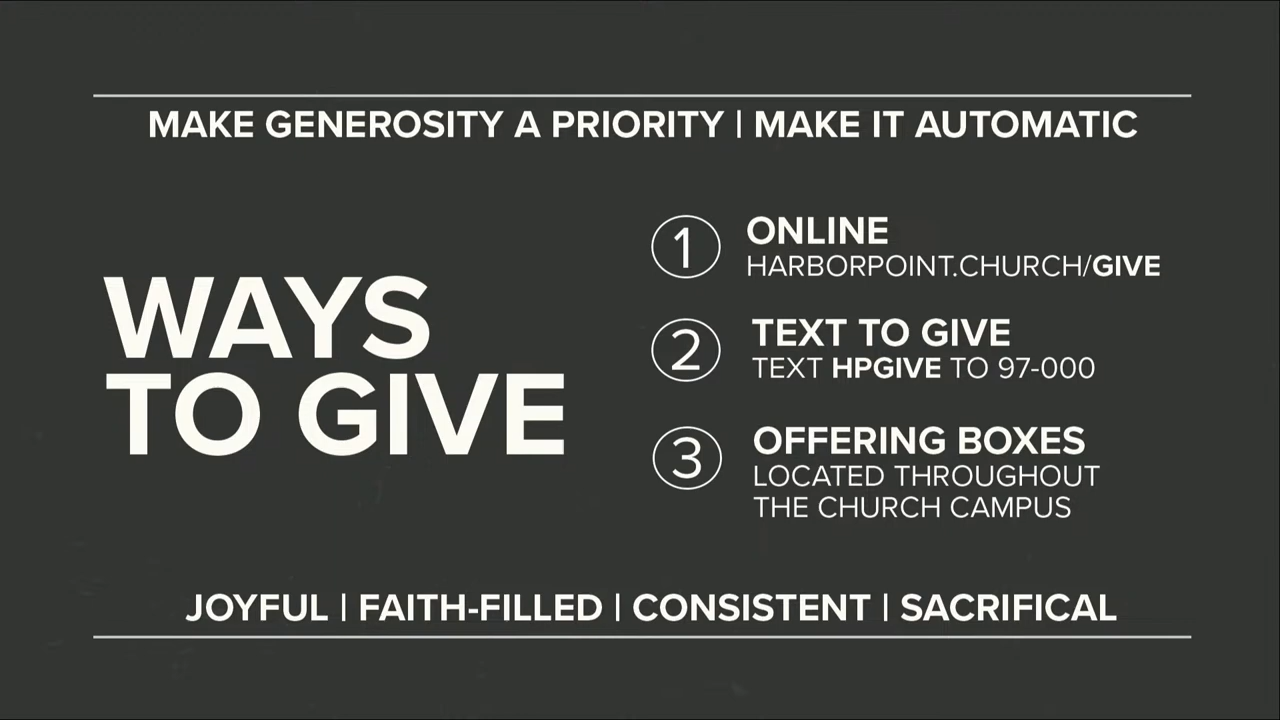 MAKE GENEROSITY A PRIORITY | MAKE IT AUTOMATIC
WAYS
TO GIVE
1
ONLINE
HARBORPOINT.CHURCH/GIVE
2
TEXT TO GIVE
TEXT HPGIVE TO 97-000
3
OFFERING BOXES
LOCATED THROUGHOUT
THE CHURCH CAMPUS
JOYFUL | FAITH-FILLED | CONSISTENT | SACRIFICAL